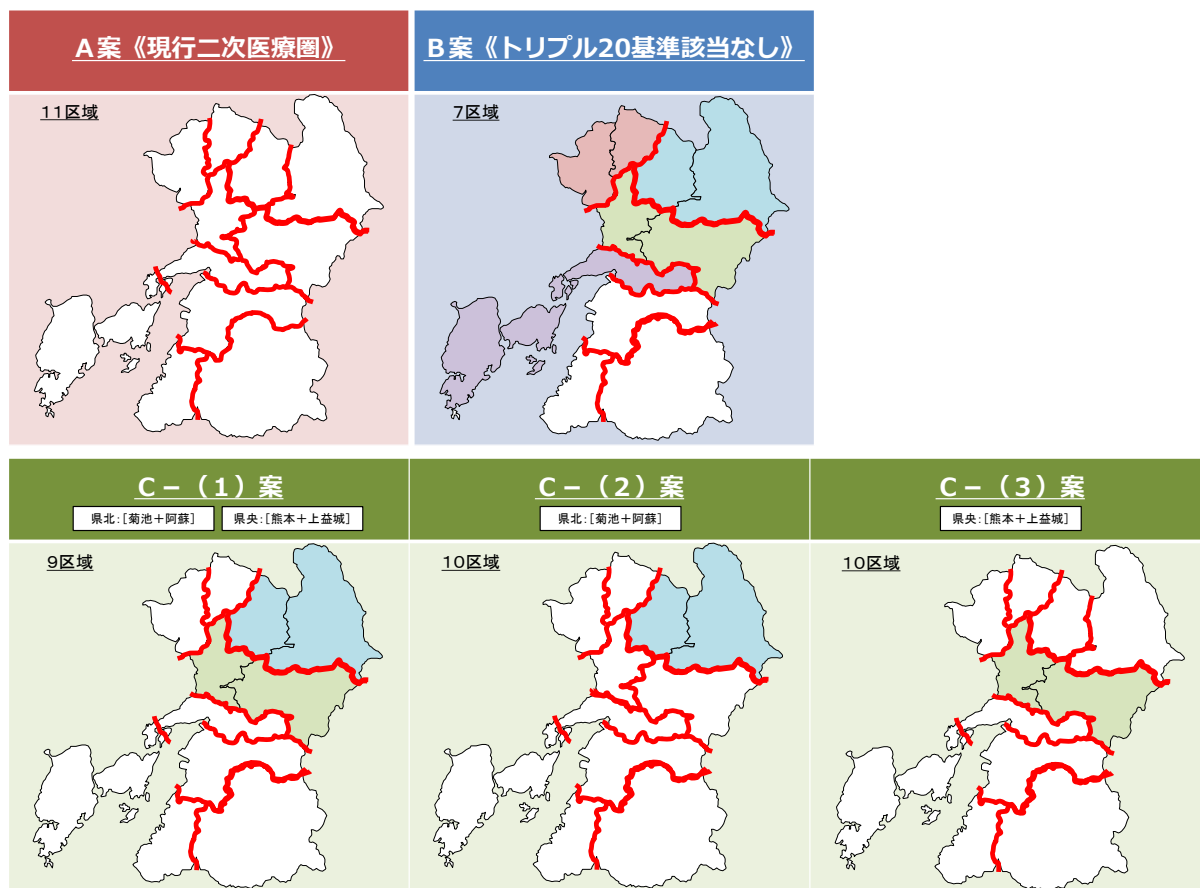 A案《現行二次医療圏》
B案《トリプル20基準該当なし》
11区域
7区域
C－（1）案
県北：[菊池＋阿蘇]
県央：[熊本＋上益城]
C－（2）案
県北：[菊池＋阿蘇]
C－（3）案
県央：[熊本＋上益城]
9区域
10区域
10区域